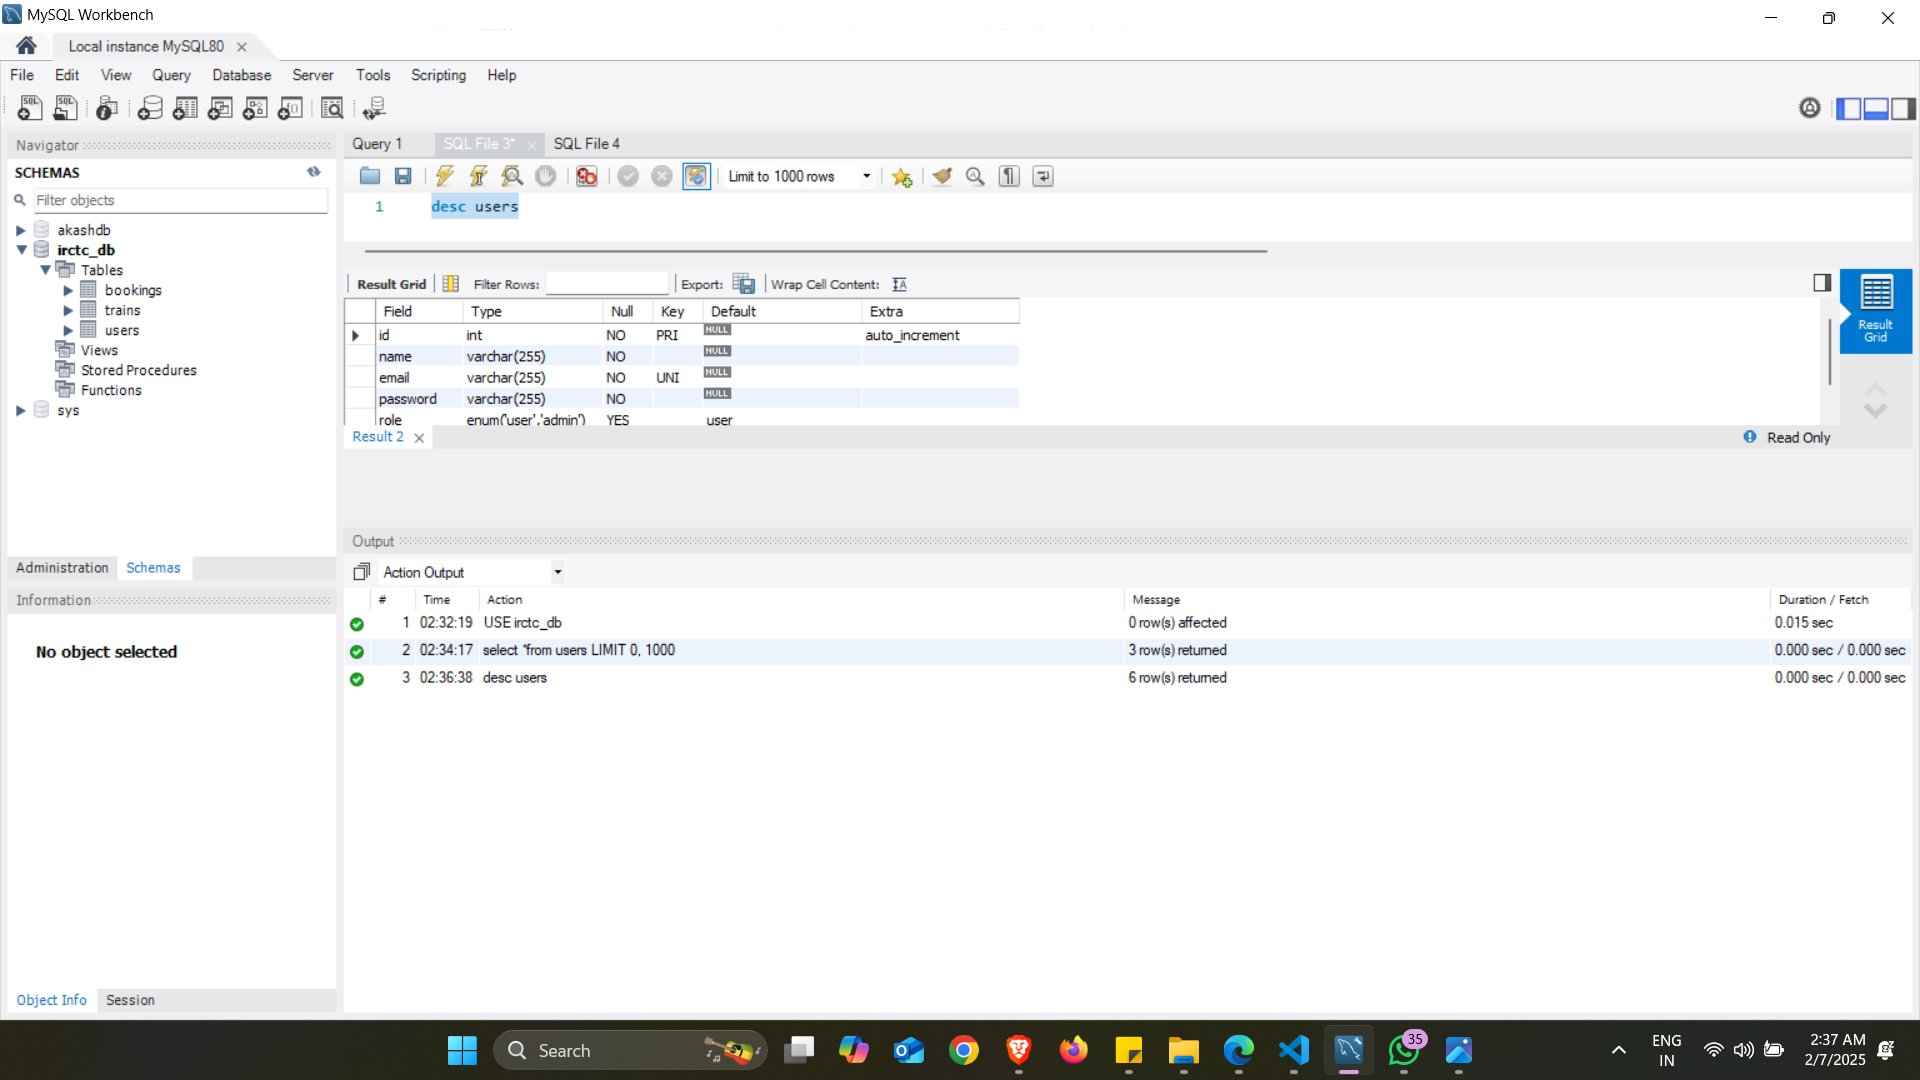 MySQL Workbench
Local instance MySQL80
File Edit View Query Database Server Tools Scripting Help
Navigator
SCHEMAS
Filter objects
akashdb
irctc_db
Tables
bookings
trains
users
Views
Stored Procedures
Functions
sys
Administration Schemas
Information
No object selected
Object Info Session
Query 1 SQL File 3* SQL File 4
Limit to 1000 rows
1 desc users
Result Grid Filter Rows: Export: Wrap Cell Content:
Field Type Null Key Default Extra
id int NO PRI NULL auto_increment
name varchar(255) NO NULL
email varchar(255) NO UNI NULL
password varchar(255) NO NULL
role enum('user','admin') YES user
Result
Grid
Result 2
Read Only
Output
Action Output
# Time Action Message Duration / Fetch
1 02:32:19 USE irctc_db 0 row(s) affected 0.015 sec
2 02:34:17 select *from users LIMIT 0, 1000 3 row(s) returned 0.000 sec / 0.000 sec
3 02:36:38 desc users 6 row(s) returned 0.000 sec / 0.000 sec
Search
35
ENG
IN
2:37 AM
2/7/2025